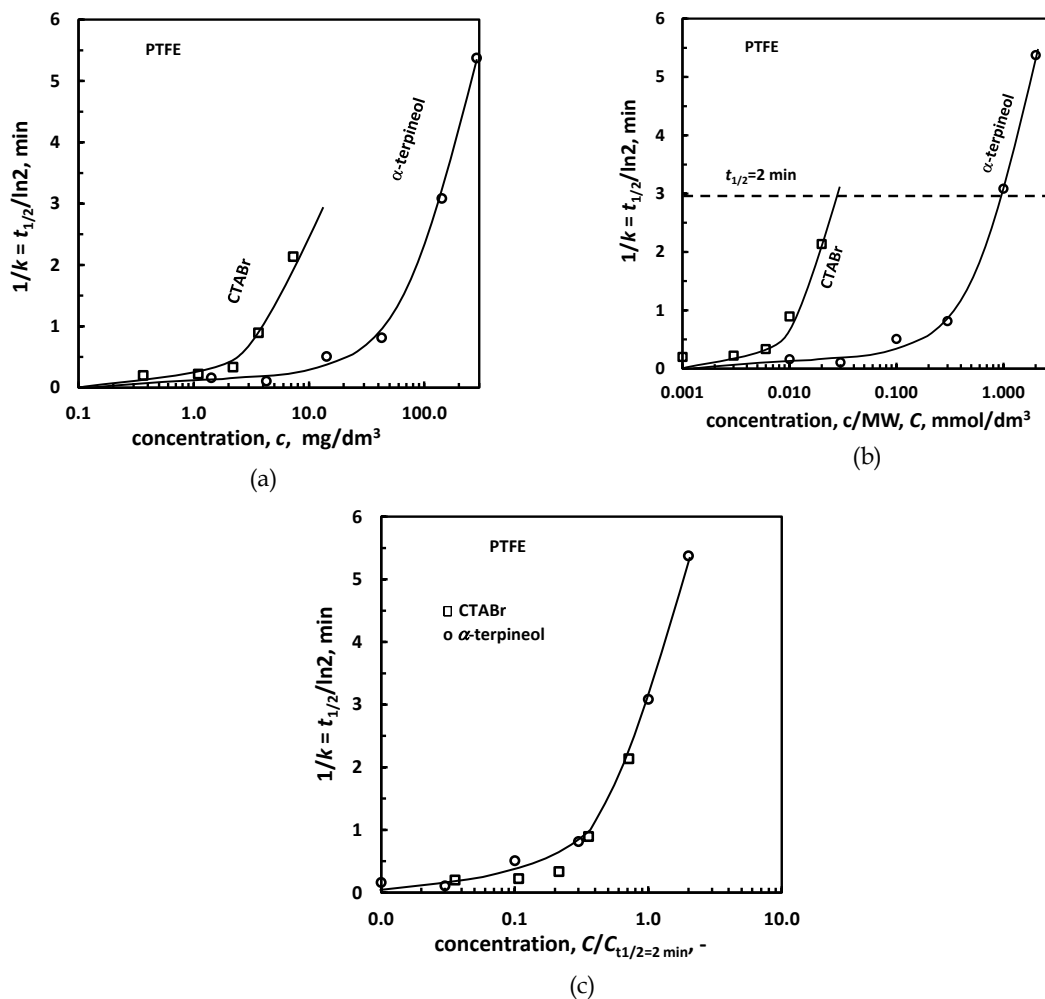 PTFE
α-terpineol
CTABr
1/k = t1/2/ln2, min
6
5
4
3
2
1
0
0.1 1.0 10.0 100.0
concentration, c, mg/dm³
(a)
PTFE
α-terpineol
t1/2=2 min
CTABr
1/k = t1/2/ln2, min
6
5
4
3
2
1
0
0.001 0.010 0.100 1.000
concentration, c/MW, C, mmol/dm³
(b)
PTFE
CTABr
α-terpineol
1/k = t1/2/ln2, min
6
5
4
3
2
1
0
0.0 0.1 1.0 10.0
concentration, C/Ct1/2=2 min, -
(c)